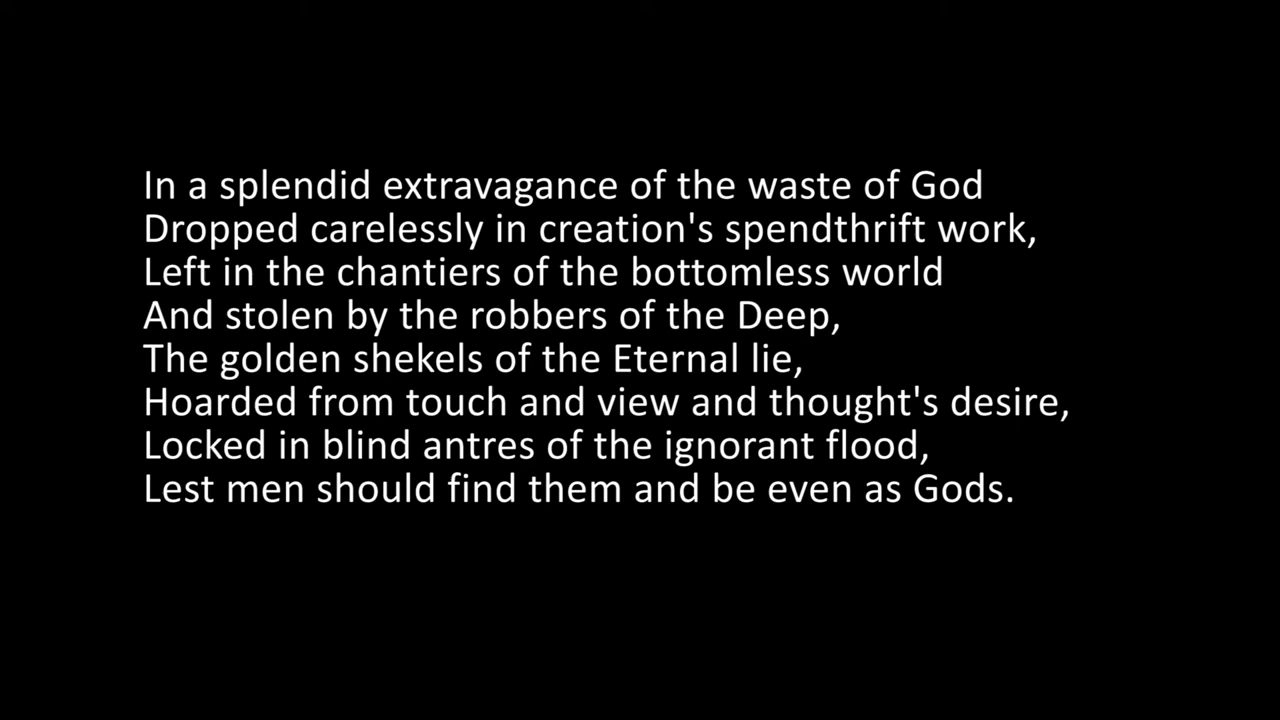 In a splendid extravagance of the waste of God
Dropped carelessly in creation's spendthrift work,
Left in the chantiers of the bottomless world
And stolen by the robbers of the Deep,
The golden shekels of the Eternal lie,
Hoarded from touch and view and thought's desire,
Locked in blind antres of the ignorant flood,
Lest men should find them and be even as Gods.